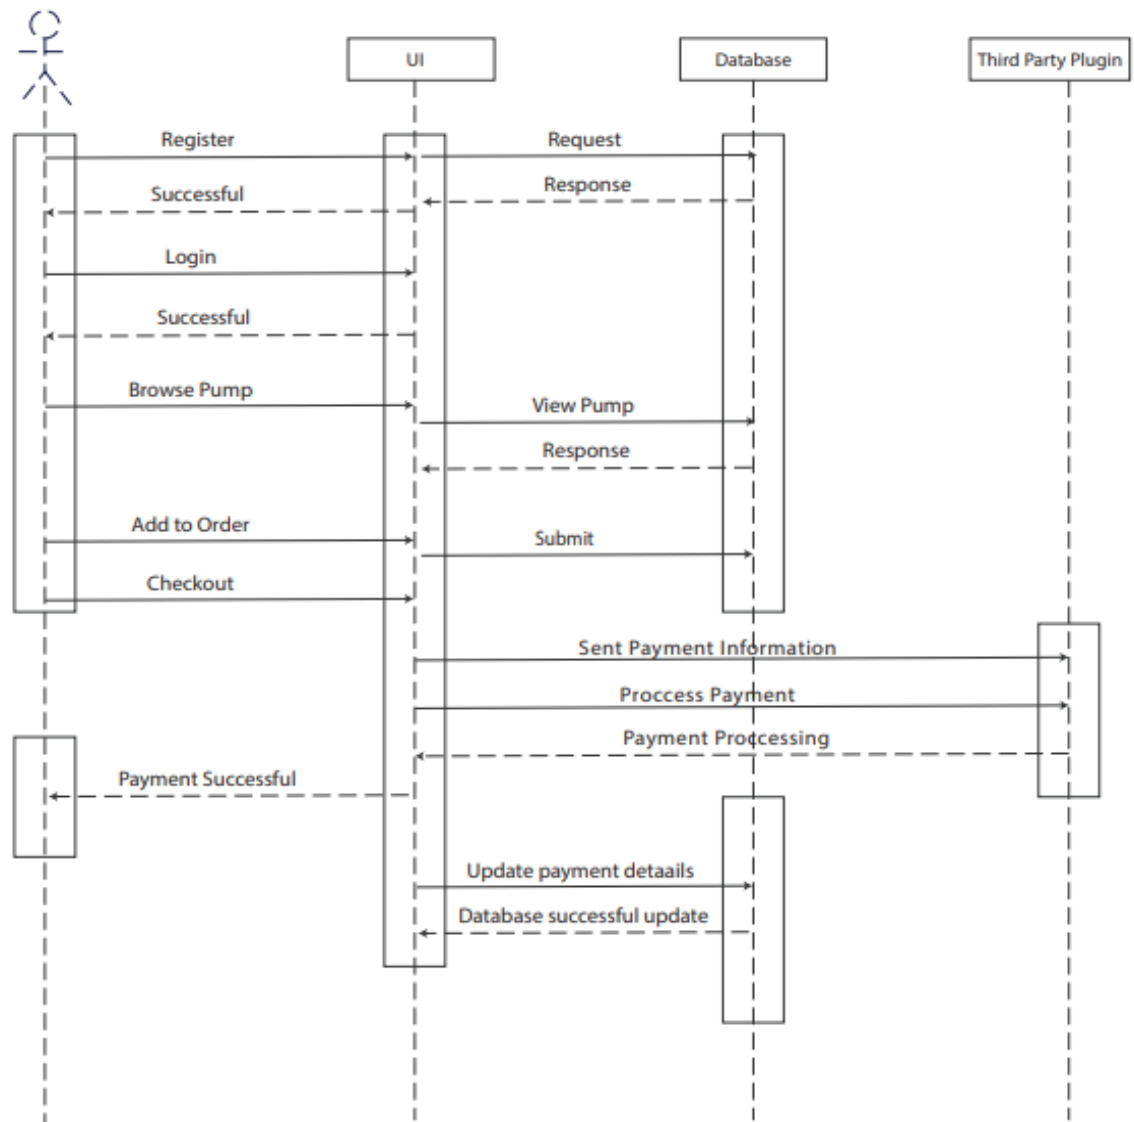 UI
Database
Third Party Plugin
Register
Request
Response
Successful
Login
Successful
Browse Pump
View Pump
Response
Add to Order
Submit
Checkout
Sent Payment Information
Proccess Payment
Payment Proccessing
Payment Successful
Update payment detaails
Database successful update